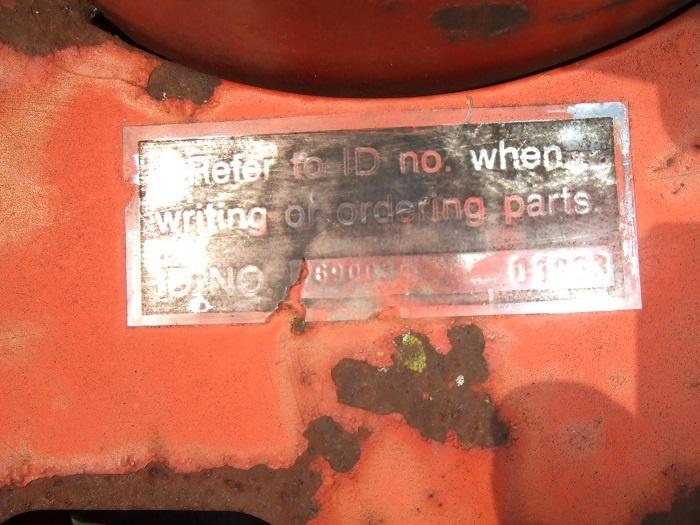 Refer to ID no. when
writing or ordering parts.
ID NO